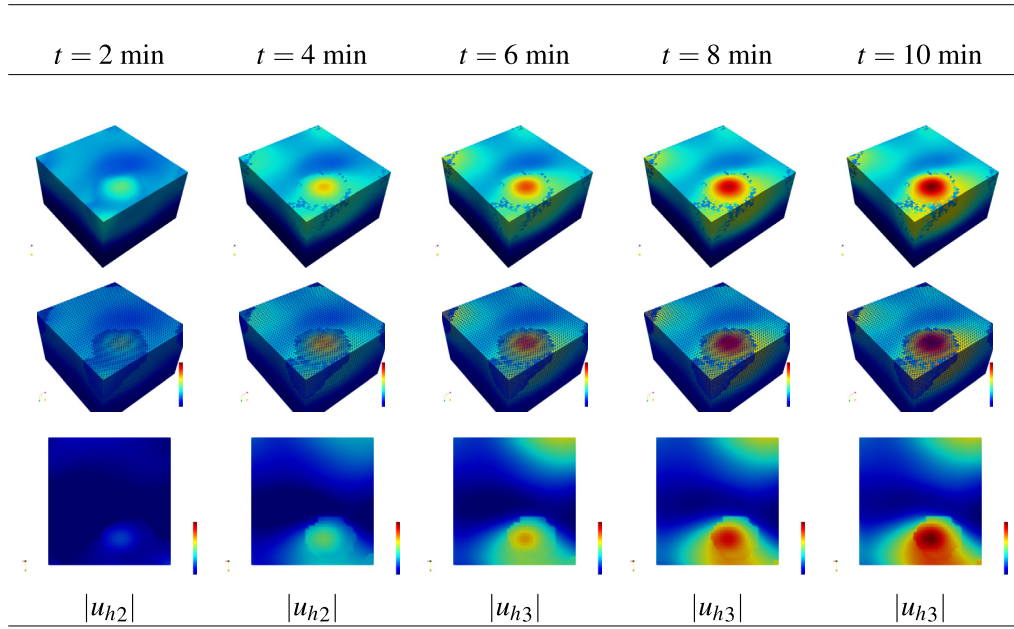 t = 2 min t = 4 min t = 6 min t = 8 min t = 10 min
|u_{h2}| |u_{h2}| |u_{h3}| |u_{h3}| |u_{h3}|